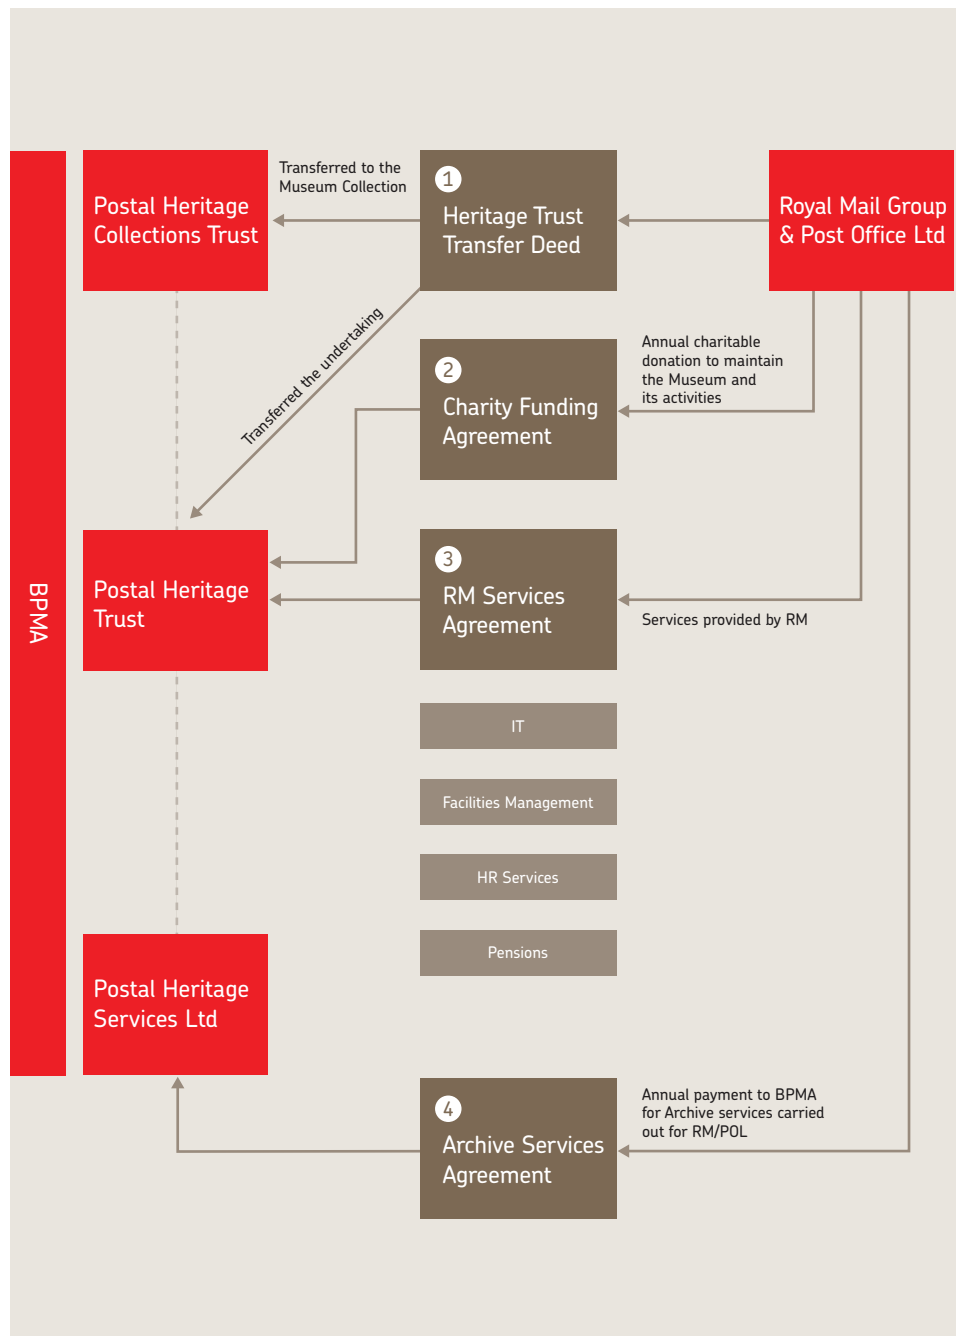 Transferred to the
Museum Collection
1
Postal Heritage
Collections Trust
Heritage Trust
Transfer Deed
Royal Mail Group
& Post Office Ltd
Transferred the undertaking
2
Charity Funding
Agreement
Annual charitable
donation to maintain
the Museum and
its activities
BPMA
Postal Heritage
Trust
3
RM Services
Agreement
Services provided by RM
IT
Facilities Management
HR Services
Pensions
Postal Heritage
Services Ltd
4
Archive Services
Agreement
Annual payment to BPMA
for Archive services carried
out for RM/POL